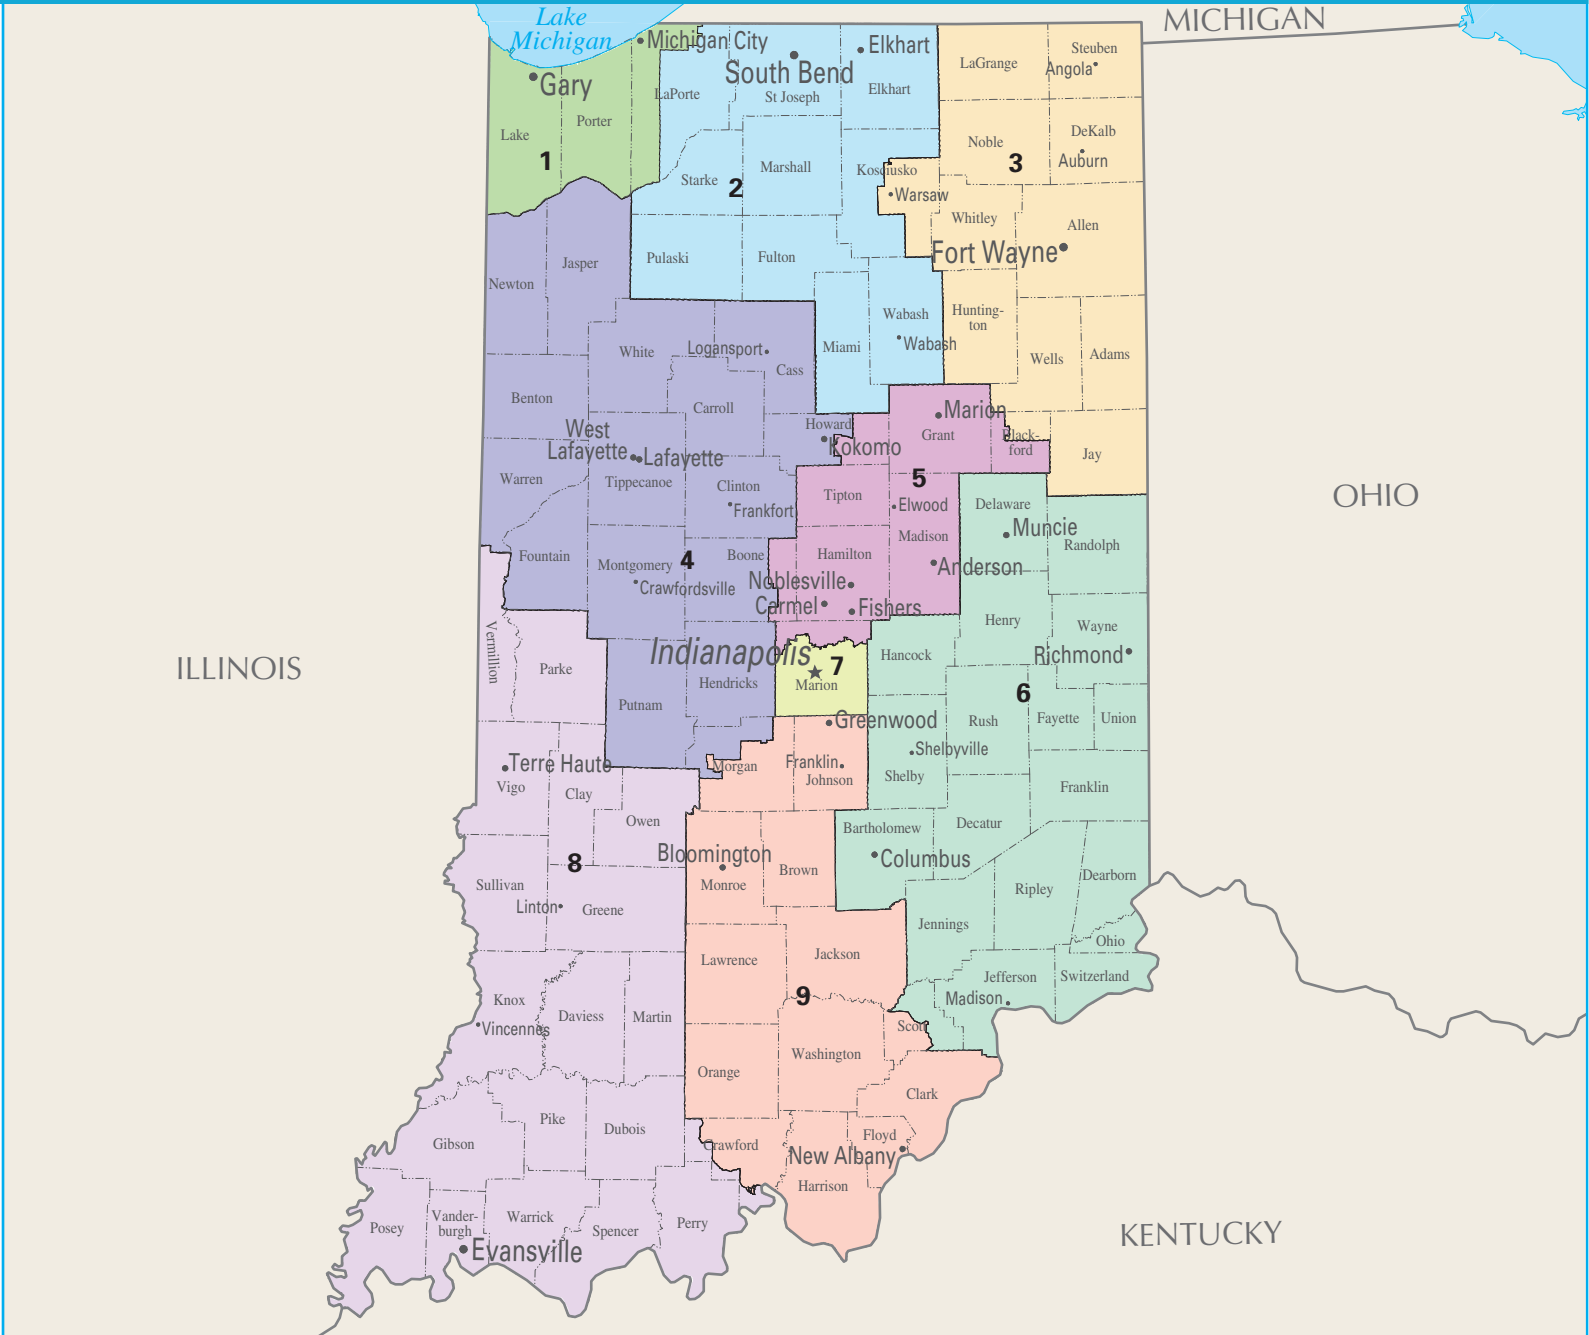 Lake
Michigan
MICHIGAN
Michigan City
Elkhart
South Bend
Gary
LaPorte
St Joseph
Elkhart
LaGrange
Steuben
Angola
Lake
Porter
1
Noble
DeKalb
3
Auburn
Starke
2
Marshall
Kosciusko
Warsaw
Whitley
Allen
Fort Wayne
Newton
Jasper
Pulaski
Fulton
Wabash
Wabash
Hunting-
ton
Miami
Wells
Adams
White
Logansport
Cass
Benton
Carroll
Howard
Kokomo
Marion
Grant
Black-
ford
Jay
West
Lafayette
Lafayette
Warren
Tippecanoe
Clinton
Frankfort
Tipton
5
Elwood
Delaware
Muncie
OHIO
Randolph
Fountain
Montgomery
4
Boone
Crawfordsville
Hamilton
Madison
Anderson
Noblesville
Carmel
Fishers
Henry
Wayne
Richmond
Vermillion
Parke
ILLINOIS
Indianapolis
7
Marion
Hendricks
Putnam
Hancock
6
Rush
Fayette
Union
Greenwood
Shelbyville
Shelby
Terre Haute
Vigo
Clay
Morgan
Franklin
Johnson
Franklin
Owen
Bartholomew
Decatur
Columbus
Bloomington
Monroe
Brown
8
Sullivan
Linton
Greene
Ripley
Dearborn
Jennings
Ohio
Lawrence
Jackson
9
Jefferson
Switzerland
Madison
Knox
Vincennes
Daviess
Martin
Scott
Washington
Orange
Clark
Pike
Dubois
Gibson
Crawford
Floyd
New Albany
Harrison
Posey
Vander-
burgh
Warrick
Spencer
Perry
Evansville
KENTUCKY